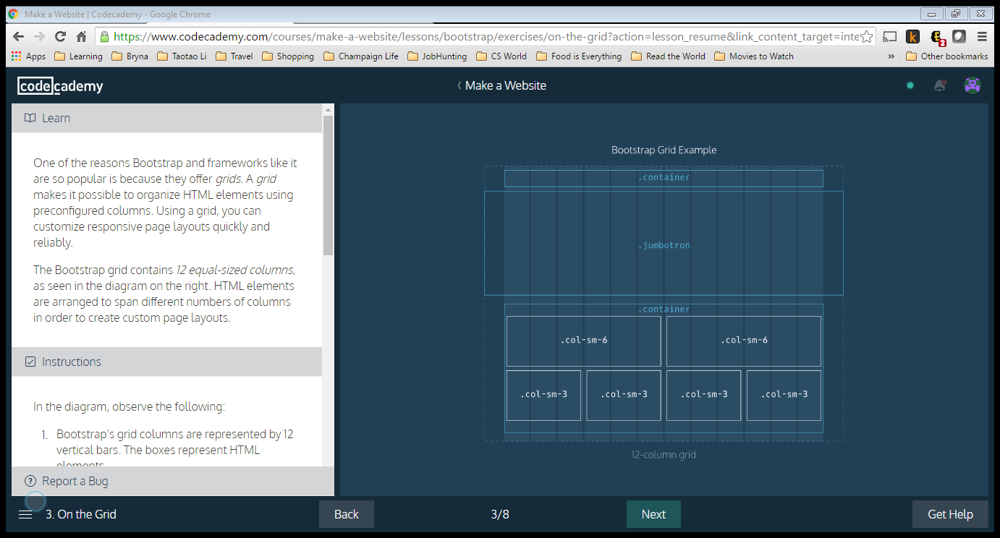 Make a Website | Codecademy - Google Chrome
https://www.codecademy.com/courses/make-a-website/lessons/bootstrap/exercises/on-the-grid?action=lesson_resume&link_content_target=inte
Apps Learning Bryna Taotao Li Travel Shopping Champaign Life JobHunting CS World Food is Everything Read the World Movies to Watch » Other bookmarks
codecademy
Make a Website
Learn
One of the reasons Bootstrap and frameworks like it
are so popular is because they offer grids. A grid
makes it possible to organize HTML elements using
preconfigured columns. Using a grid, you can
customize responsive page layouts quickly and
reliably.
The Bootstrap grid contains 12 equal-sized columns,
as seen in the diagram on the right. HTML elements
are arranged to span different numbers of columns
in order to create custom page layouts.
Instructions
In the diagram, observe the following:
1. Bootstrap's grid columns are represented by 12
vertical bars. The boxes represent HTML
elements.
? Report a Bug
Bootstrap Grid Example
.container
.jumbotron
.container
.col-sm-6 .col-sm-6
.col-sm-3 .col-sm-3 .col-sm-3 .col-sm-3
12-column grid
3. On the Grid Back 3/8 Next Get Help